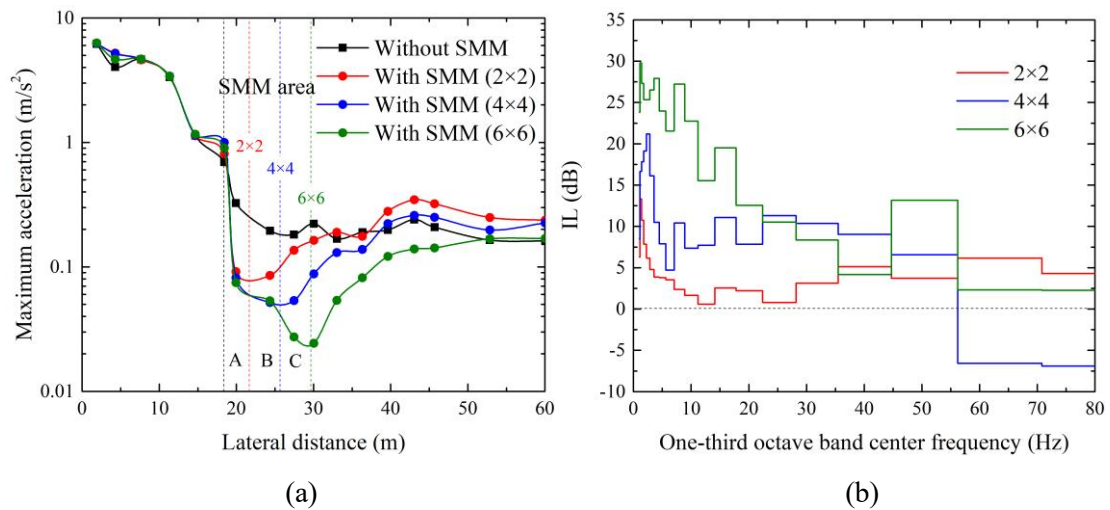 Maximum acceleration (m/s²)
10
1
0.1
0.01
Without SMM
With SMM (2×2)
SMM area
With SMM (4×4)
With SMM (6×6)
2×2
4×4
6×6
A B C
0 10 20 30 40 50 60
Lateral distance (m)
(a)
IL (dB)
35
30
25
20
15
10
5
0
-5
-10
2×2
4×4
6×6
0 10 20 30 40 50 60 70 80
One-third octave band center frequency (Hz)
(b)